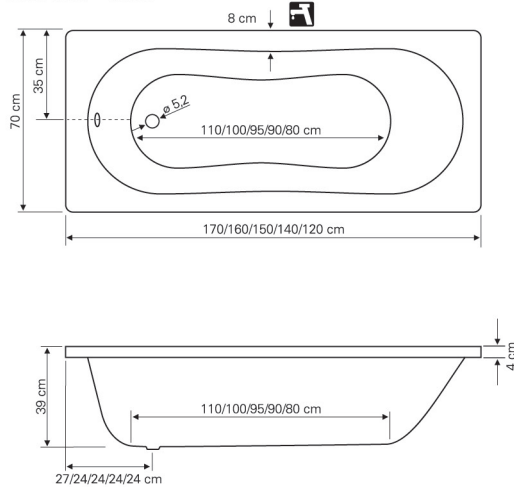 8 cm
35 cm
70 cm
ø 5,2
110/100/95/90/80 cm
170/160/150/140/120 cm
4 cm
39 cm
110/100/95/90/80 cm
27/24/24/24/24 cm